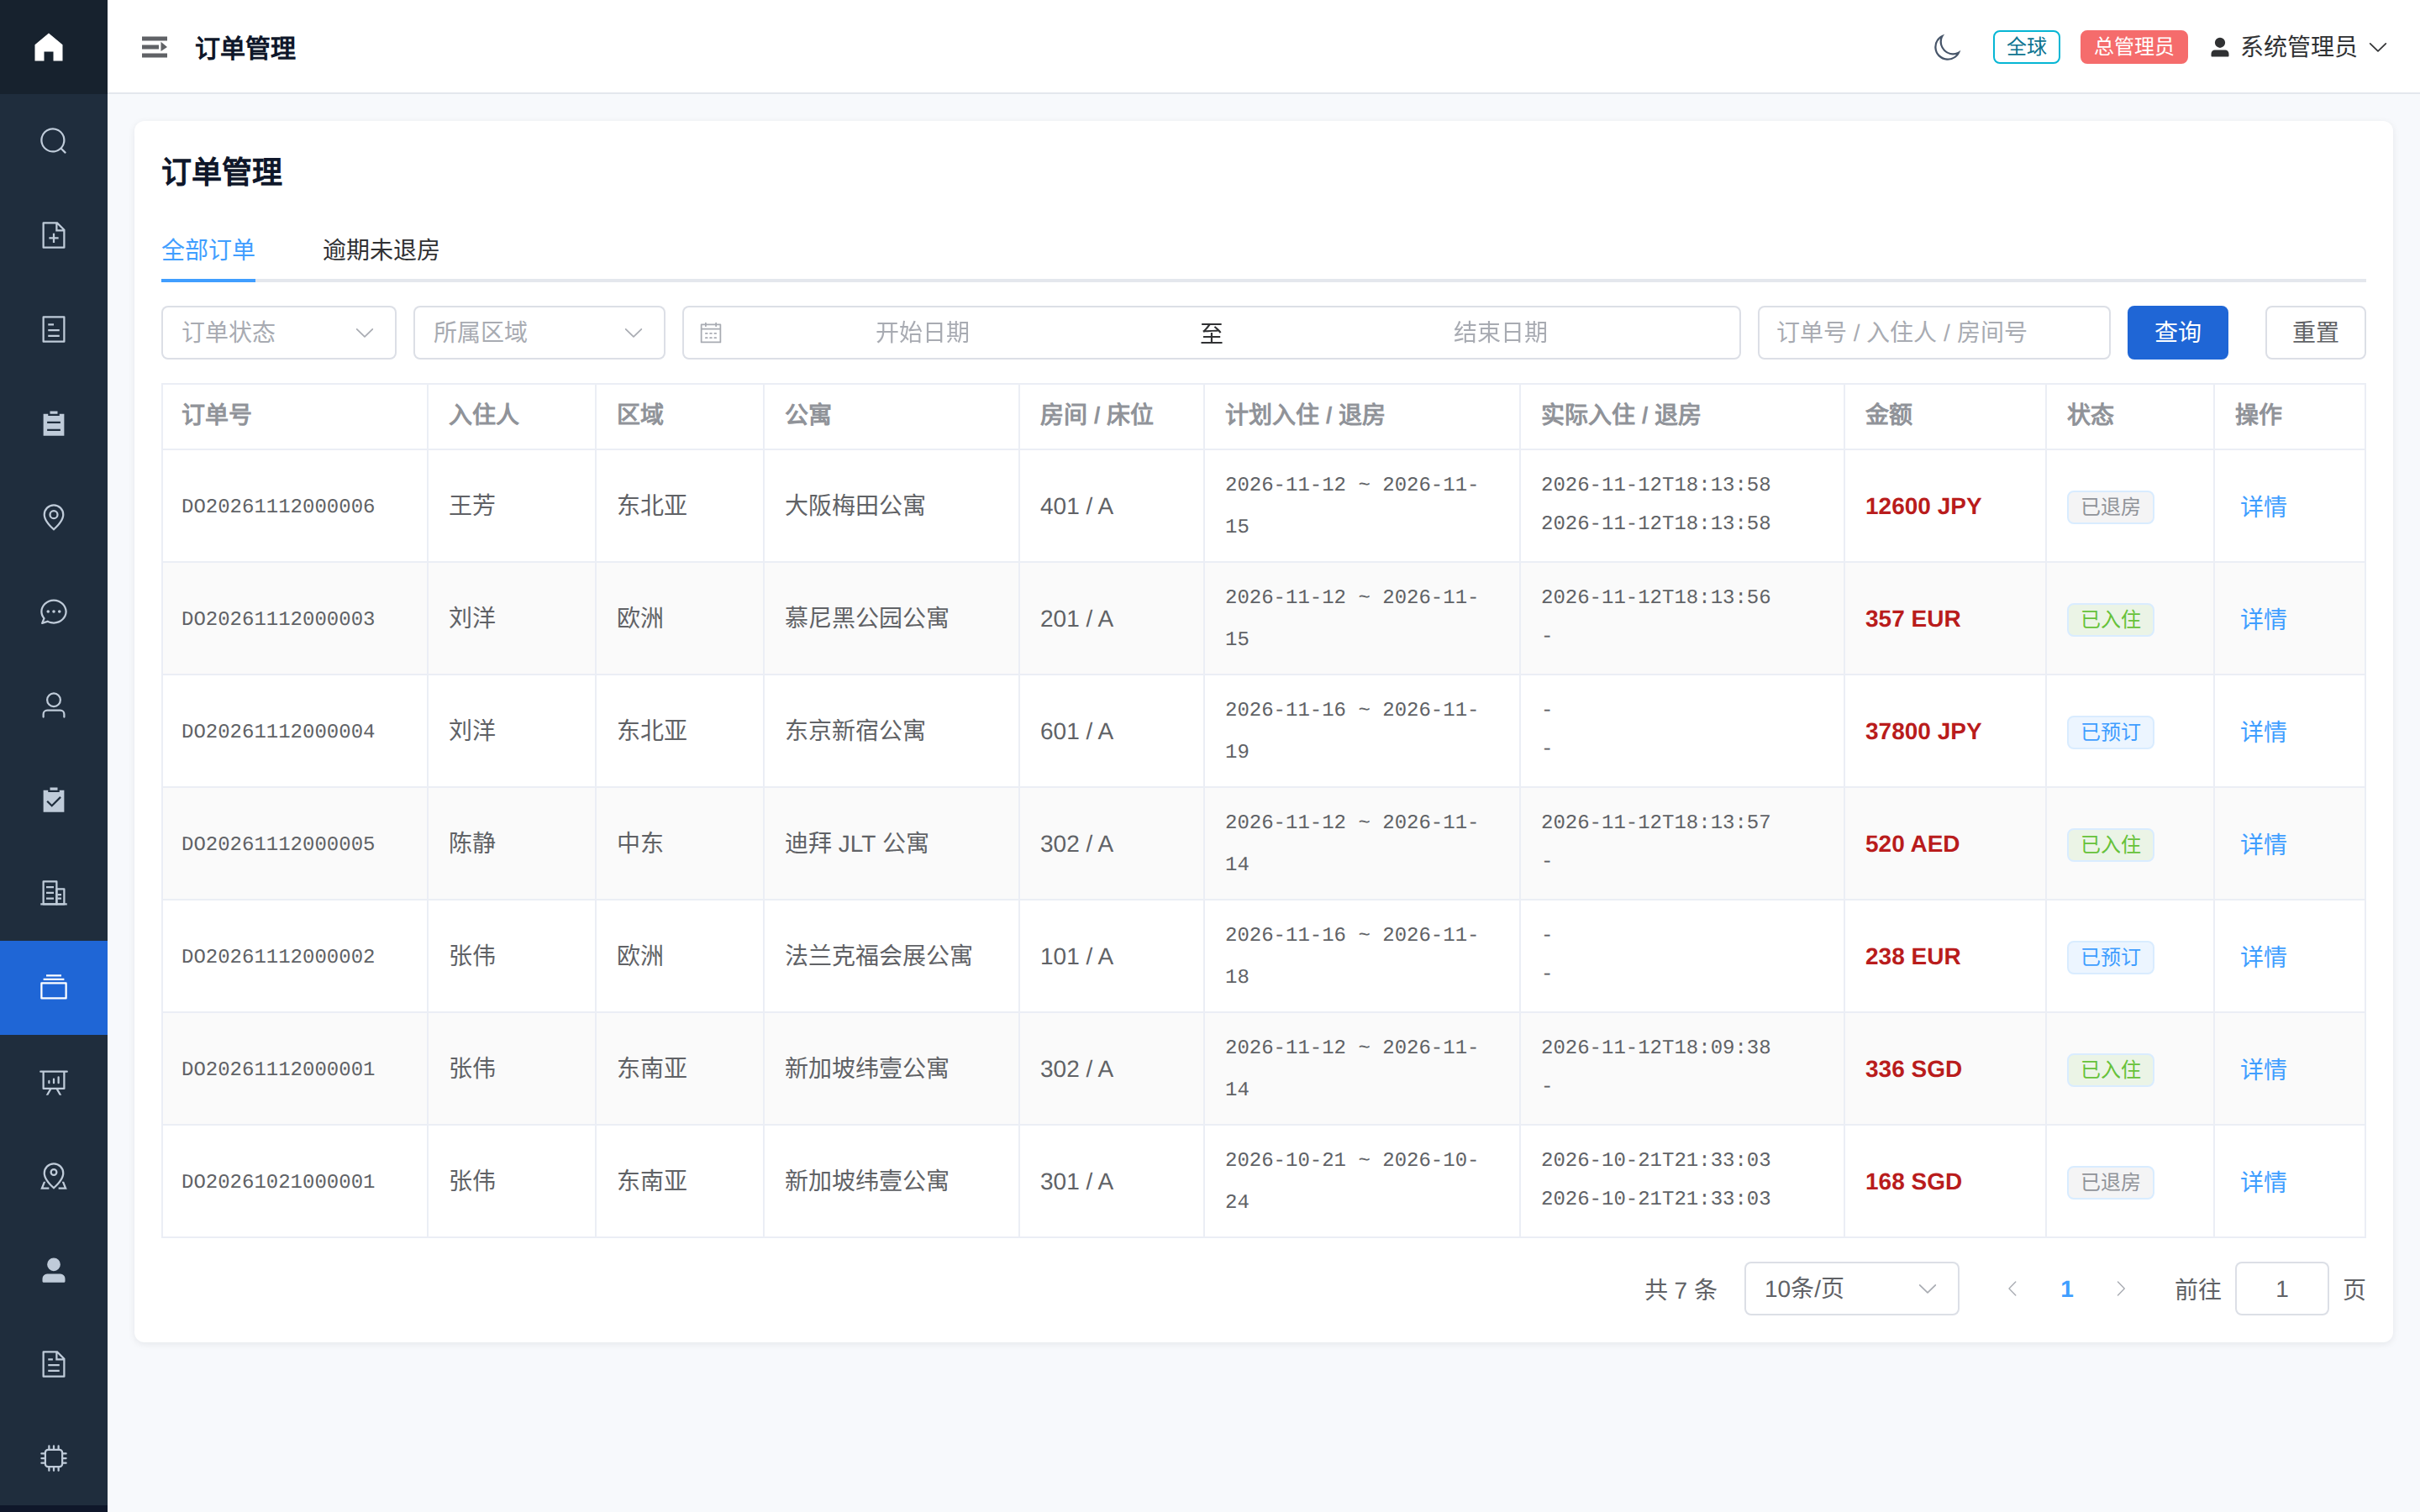 订单管理
全球
总管理员
系统管理员
订单管理
全部订单
逾期未退房
订单状态
所属区域
开始日期
至
结束日期
订单号 / 入住人 / 房间号
查询
重置
订单号 入住人 区域 公寓 房间 / 床位 计划入住 / 退房 实际入住 / 退房 金额 状态 操作
DO20261112000006 王芳 东北亚 大阪梅田公寓 401 / A 2026-11-12 ~ 2026-11-
15
2026-11-12T18:13:58
2026-11-12T18:13:58
12600 JPY 已退房 详情
DO20261112000003 刘洋 欧洲 慕尼黑公园公寓 201 / A 2026-11-12 ~ 2026-11-
15
2026-11-12T18:13:56
-
357 EUR 已入住 详情
DO20261112000004 刘洋 东北亚 东京新宿公寓 601 / A 2026-11-16 ~ 2026-11-
19
-
-
37800 JPY 已预订 详情
DO20261112000005 陈静 中东 迪拜 JLT 公寓 302 / A 2026-11-12 ~ 2026-11-
14
2026-11-12T18:13:57
-
520 AED 已入住 详情
DO20261112000002 张伟 欧洲 法兰克福会展公寓 101 / A 2026-11-16 ~ 2026-11-
18
-
-
238 EUR 已预订 详情
DO20261112000001 张伟 东南亚 新加坡纬壹公寓 302 / A 2026-11-12 ~ 2026-11-
14
2026-11-12T18:09:38
-
336 SGD 已入住 详情
DO20261021000001 张伟 东南亚 新加坡纬壹公寓 301 / A 2026-10-21 ~ 2026-10-
24
2026-10-21T21:33:03
2026-10-21T21:33:03
168 SGD 已退房 详情
共 7 条
10条/页
1
前往 1 页